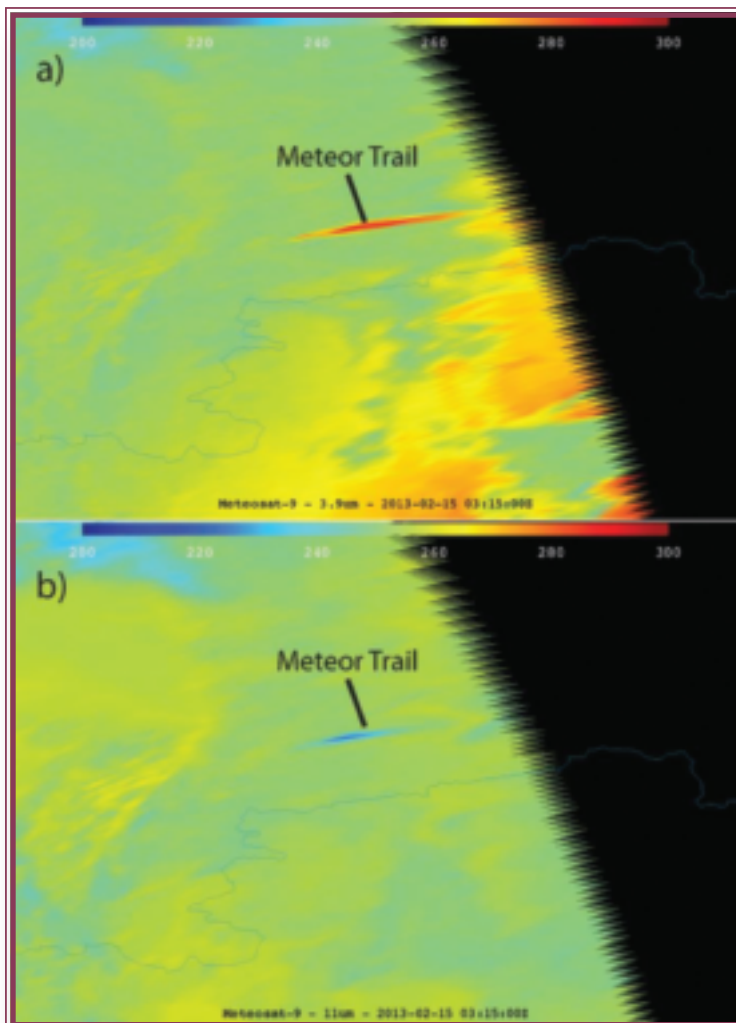 200 220 240 260 280 300
a)
Meteor Trail
Meteosat-9 - 3.9um - 2013-02-15 03:15:00Z
200 220 240 260 280 300
b)
Meteor Trail
Meteosat-9 - 11um - 2013-02-15 03:15:00Z